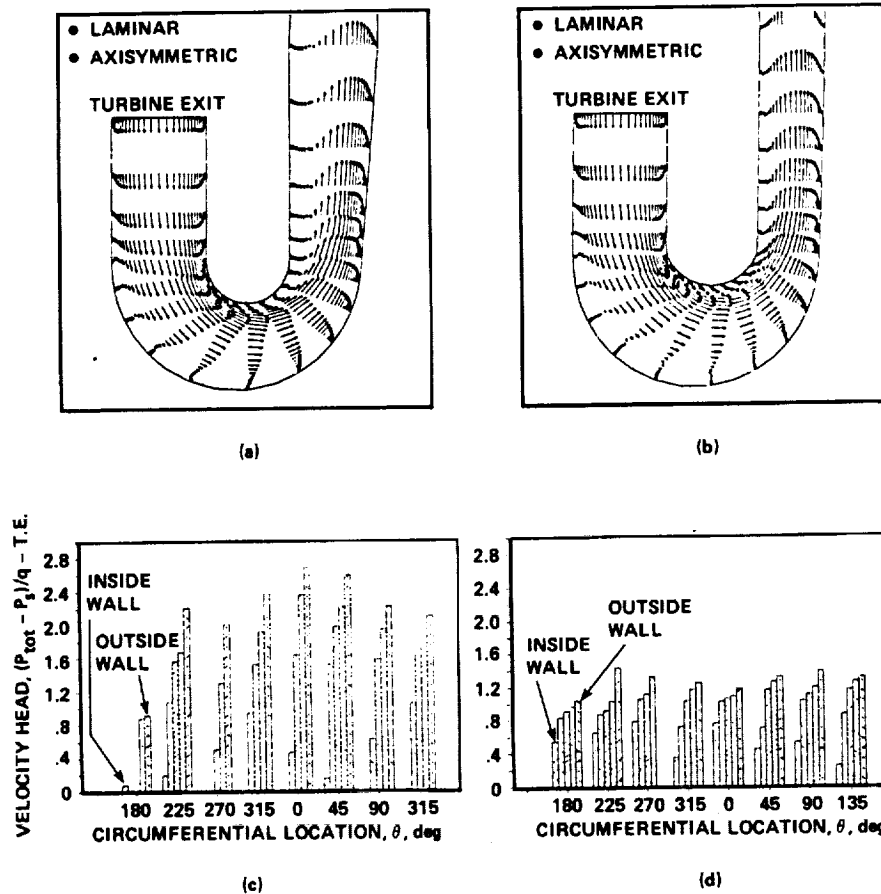 • LAMINAR
• AXISYMMETRIC
TURBINE EXIT
(a)
• LAMINAR
• AXISYMMETRIC
TURBINE EXIT
(b)
VELOCITY HEAD, (Ptot – Ps)/q – T.E.
2.8
2.4
2.0
1.6
1.2
.8
.4
0
INSIDE
WALL
OUTSIDE
WALL
180 225 270 315 0 45 90 315
CIRCUMFERENTIAL LOCATION, θ, deg
(c)
2.8
2.4
2.0
1.6
1.2
.8
.4
0
INSIDE
WALL
OUTSIDE
WALL
180 225 270 315 0 45 90 135
CIRCUMFERENTIAL LOCATION, θ, deg
(d)